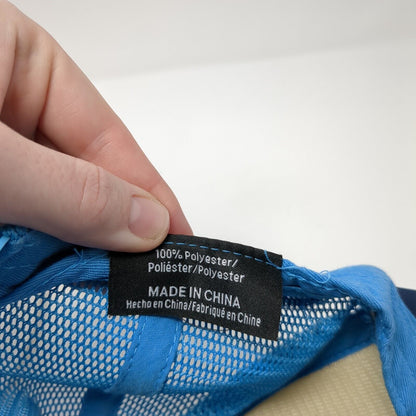 100% Polyester/
Poliéster/Polyester
MADE IN CHINA
Hecho en China/Fabriqué en Chine